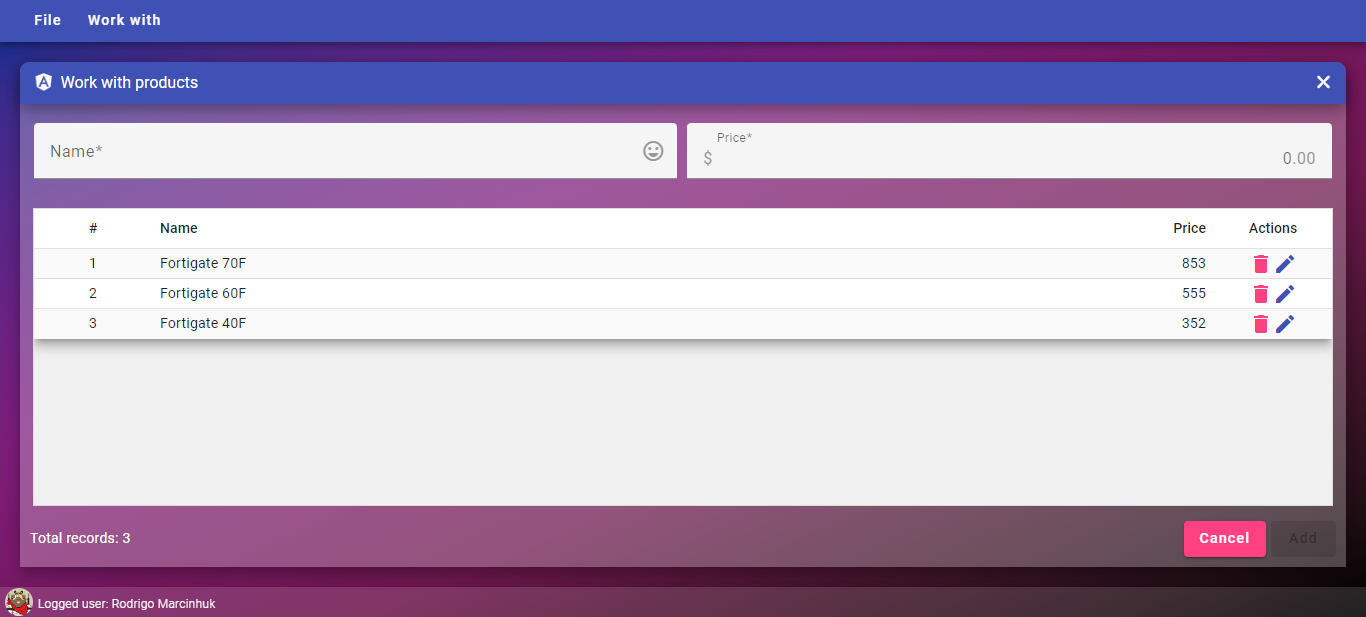 File Work with
Work with products
Name*
Price*
$ 0.00
# Name Price Actions
1 Fortigate 70F 853
2 Fortigate 60F 555
3 Fortigate 40F 352
Total records: 3
Cancel Add
Logged user: Rodrigo Marcinhuk